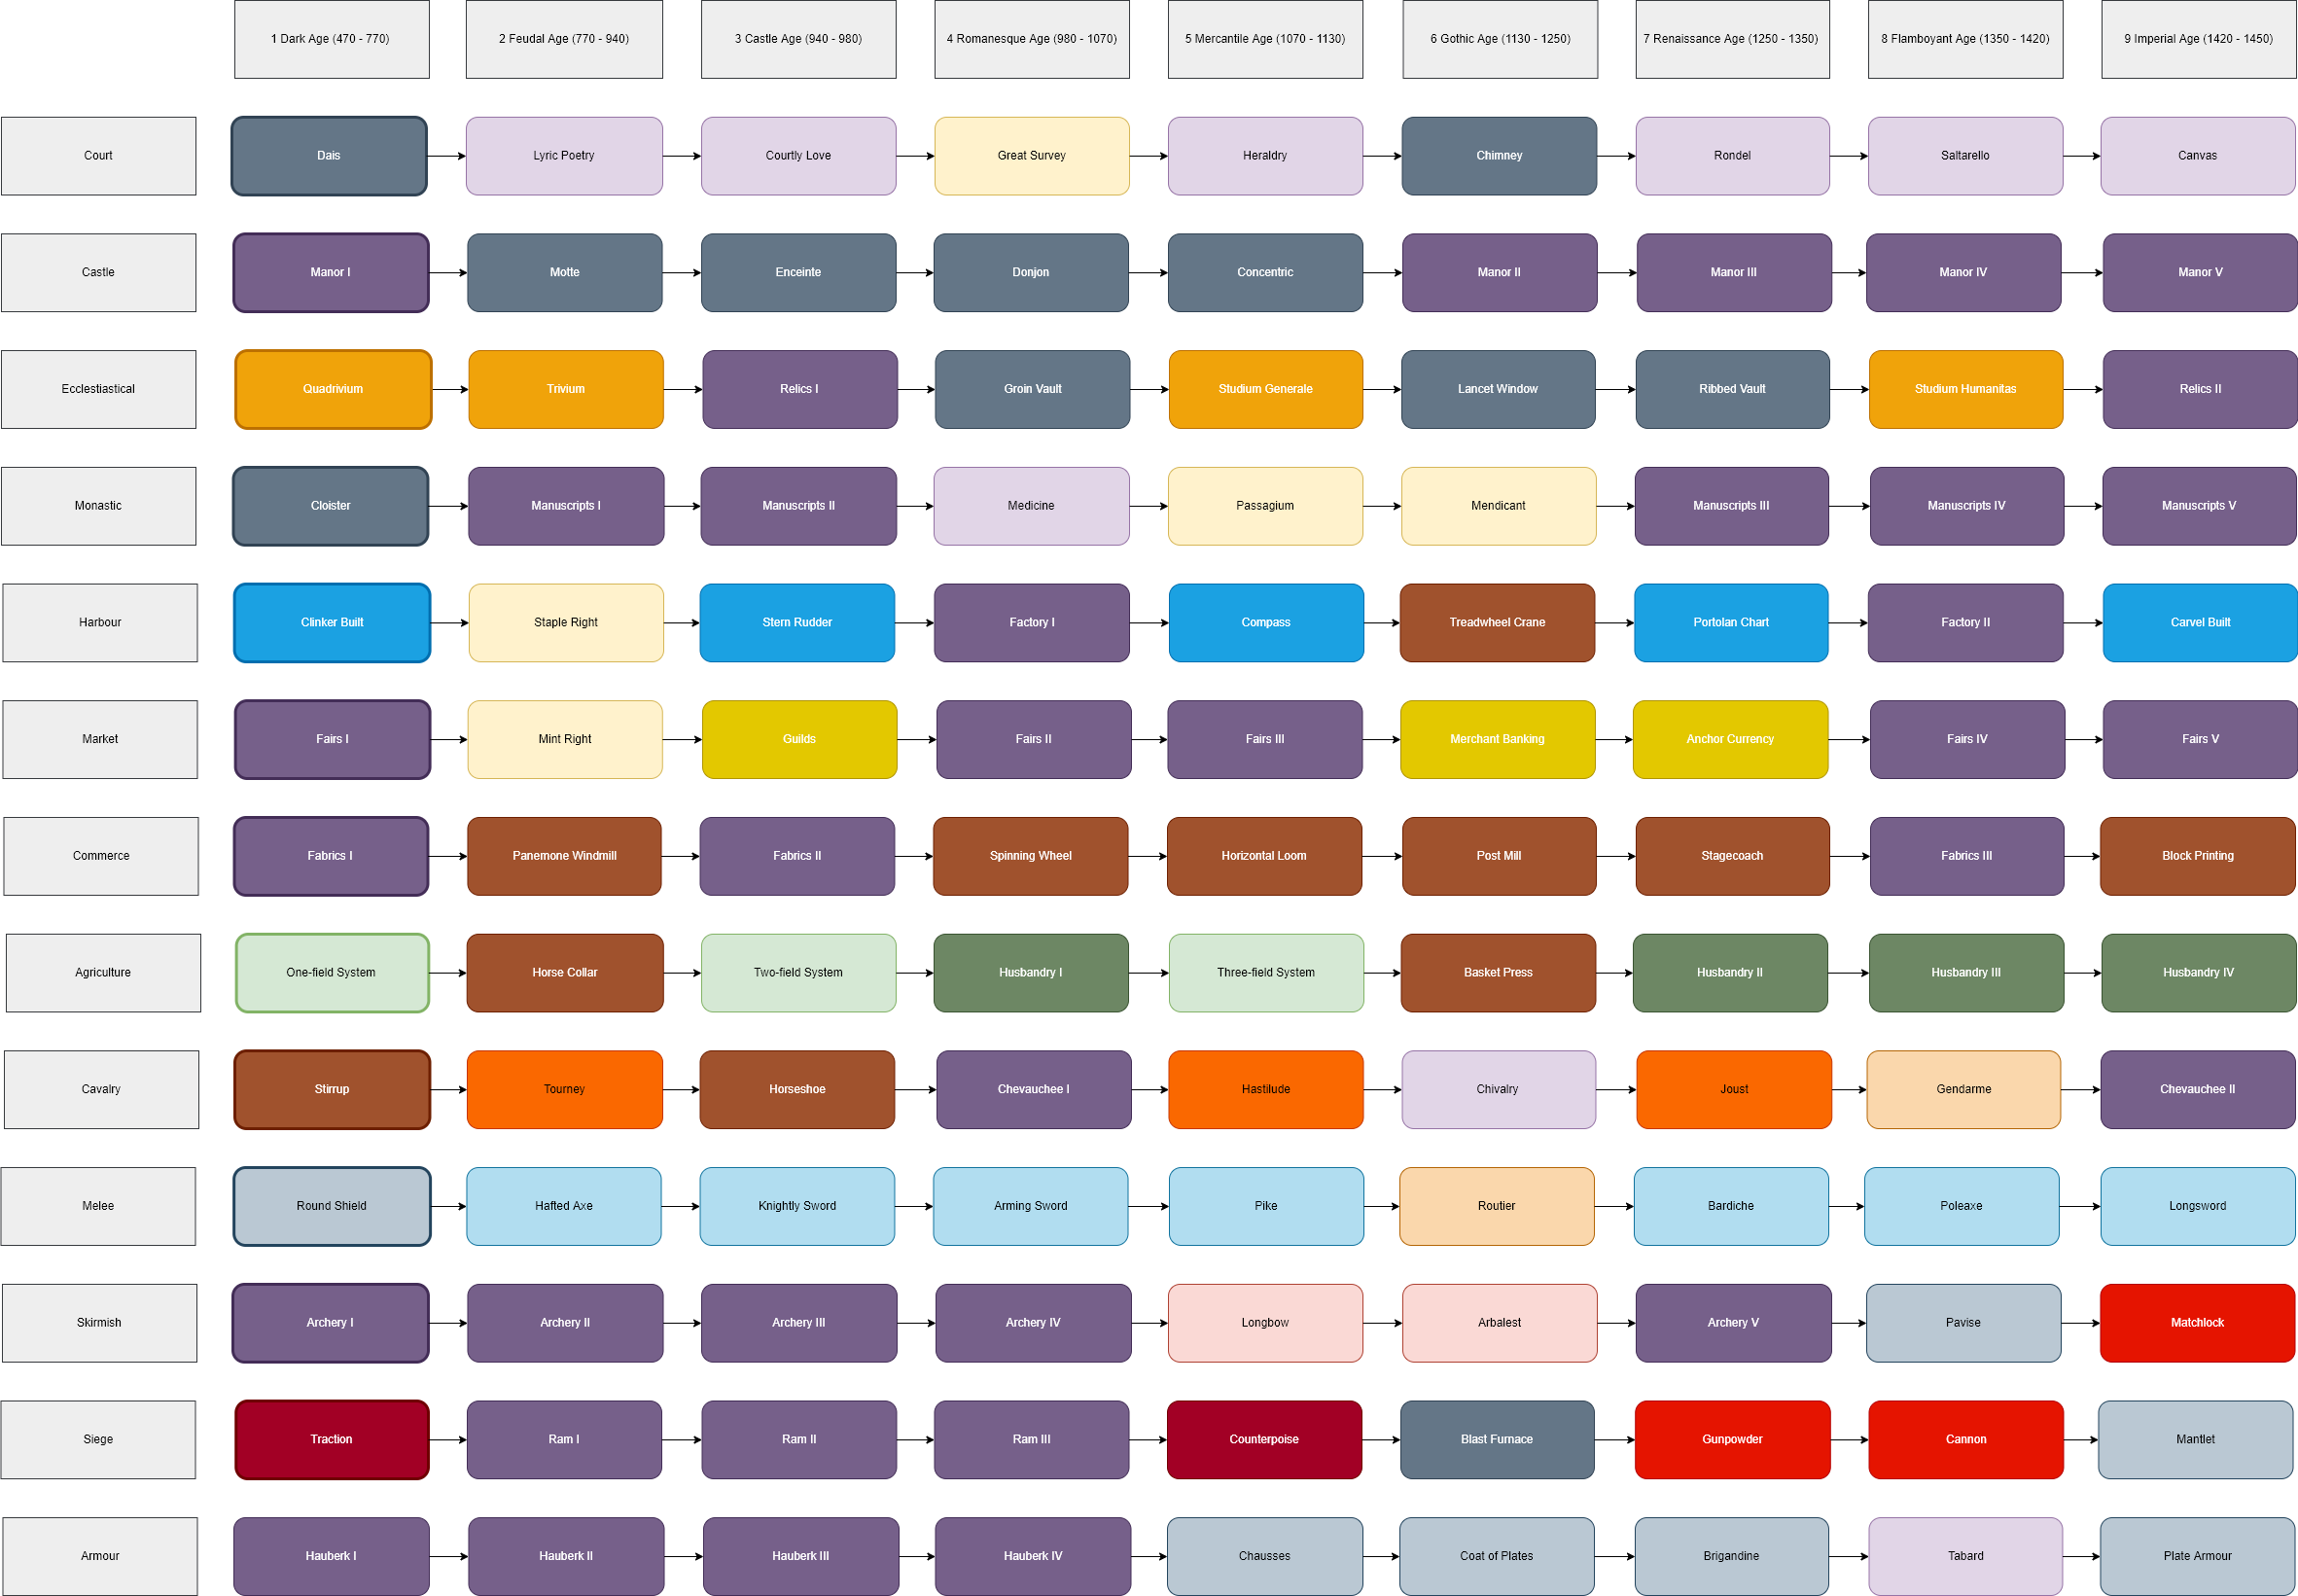 1 Dark Age (470 - 770)
2 Feudal Age (770 - 940)
3 Castle Age (940 - 980)
4 Romanesque Age (980 - 1070)
5 Mercantile Age (1070 - 1130)
6 Gothic Age (1130 - 1250)
7 Renaissance Age (1250 - 1350)
8 Flamboyant Age (1350 - 1420)
9 Imperial Age (1420 - 1450)
Court
Dais
Lyric Poetry
Courtly Love
Great Survey
Heraldry
Chimney
Rondel
Saltarello
Canvas
Castle
Manor I
Motte
Enceinte
Donjon
Concentric
Manor II
Manor III
Manor IV
Manor V
Ecclestiastical
Quadrivium
Trivium
Relics I
Groin Vault
Studium Generale
Lancet Window
Ribbed Vault
Studium Humanitas
Relics II
Monastic
Cloister
Manuscripts I
Manuscripts II
Medicine
Passagium
Mendicant
Manuscripts III
Manuscripts IV
Manuscripts V
Harbour
Clinker Built
Staple Right
Stern Rudder
Factory I
Compass
Treadwheel Crane
Portolan Chart
Factory II
Carvel Built
Market
Fairs I
Mint Right
Guilds
Fairs II
Fairs III
Merchant Banking
Anchor Currency
Fairs IV
Fairs V
Commerce
Fabrics I
Panemone Windmill
Fabrics II
Spinning Wheel
Horizontal Loom
Post Mill
Stagecoach
Fabrics III
Block Printing
Agriculture
One-field System
Horse Collar
Two-field System
Husbandry I
Three-field System
Basket Press
Husbandry II
Husbandry III
Husbandry IV
Cavalry
Stirrup
Tourney
Horseshoe
Chevauchee I
Hastilude
Chivalry
Joust
Gendarme
Chevauchee II
Melee
Round Shield
Hafted Axe
Knightly Sword
Arming Sword
Pike
Routier
Bardiche
Poleaxe
Longsword
Skirmish
Archery I
Archery II
Archery III
Archery IV
Longbow
Arbalest
Archery V
Pavise
Matchlock
Siege
Traction
Ram I
Ram II
Ram III
Counterpoise
Blast Furnace
Gunpowder
Cannon
Mantlet
Armour
Hauberk I
Hauberk II
Hauberk III
Hauberk IV
Chausses
Coat of Plates
Brigandine
Tabard
Plate Armour